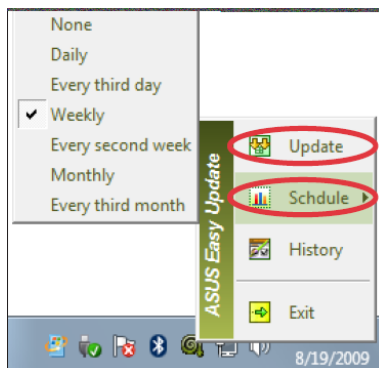 None
Daily
Every third day
Weekly
Every second week
Monthly
Every third month
ASUS Easy Update
Update
Schdule
History
Exit
8/19/2009